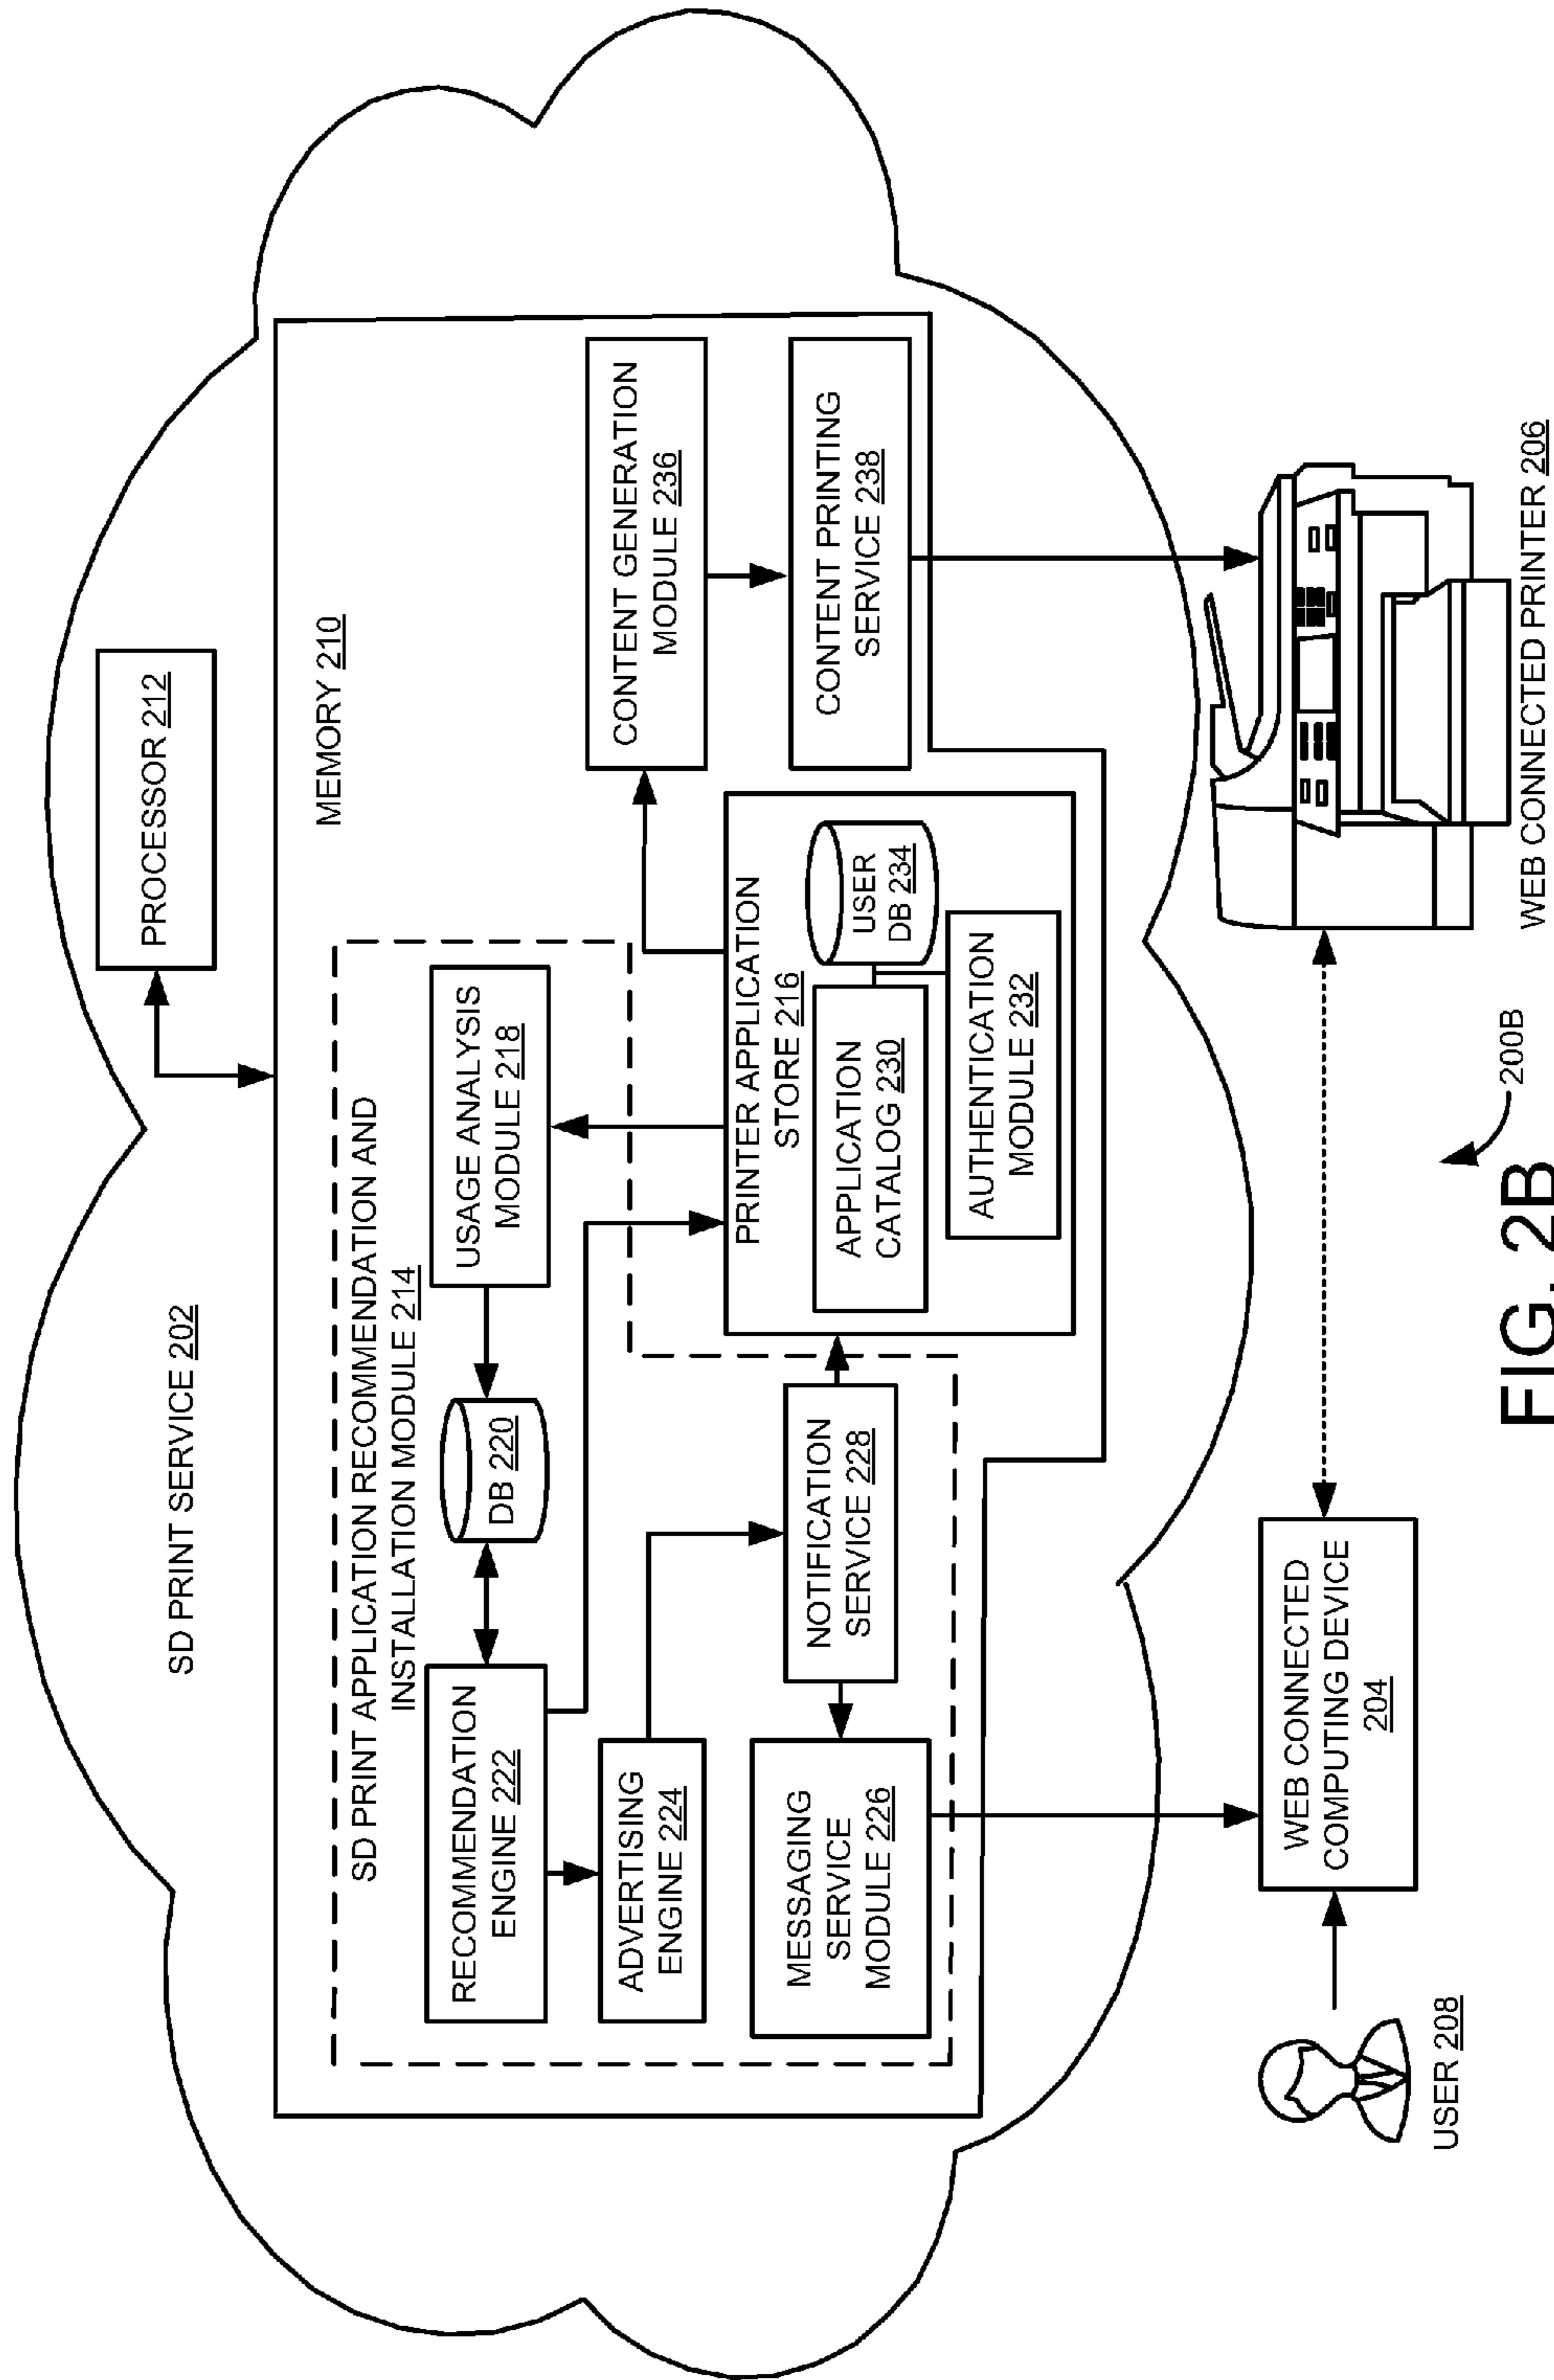 SD PRINT SERVICE 202
PROCESSOR 212
MEMORY 210
SD PRINT APPLICATION RECOMMENDATION AND
INSTALLATION MODULE 214
RECOMMENDATION
ENGINE 222
DB 220
USAGE ANALYSIS
MODULE 218
ADVERTISING
ENGINE 224
CONTENT GENERATION
MODULE 236
MESSAGING
SERVICE
MODULE 226
NOTIFICATION
SERVICE 228
PRINTER APPLICATION
STORE 216
APPLICATION
CATALOG 230
USER
DB 234
AUTHENTICATION
MODULE 232
CONTENT PRINTING
SERVICE 238
USER 208
WEB CONNECTED
COMPUTING DEVICE
204
WEB CONNECTED PRINTER 206
200B
FIG. 2B